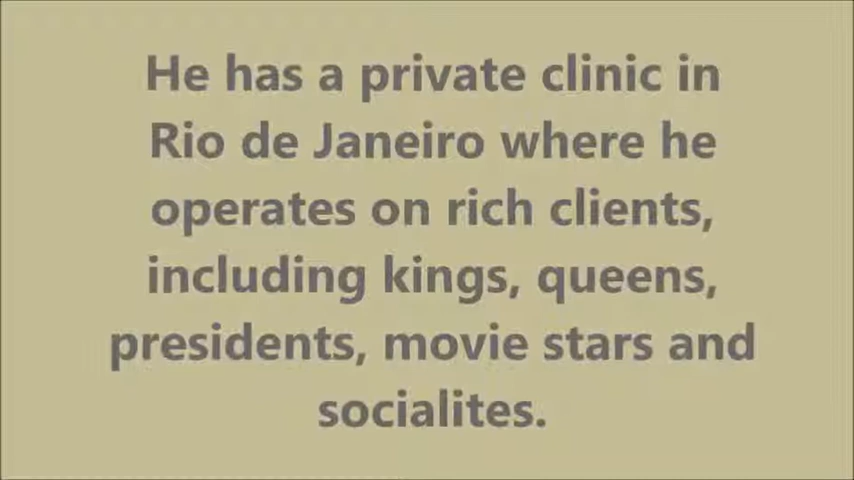 He has a private clinic in
Rio de Janeiro where he
operates on rich clients,
including kings, queens,
presidents, movie stars and
socialites.